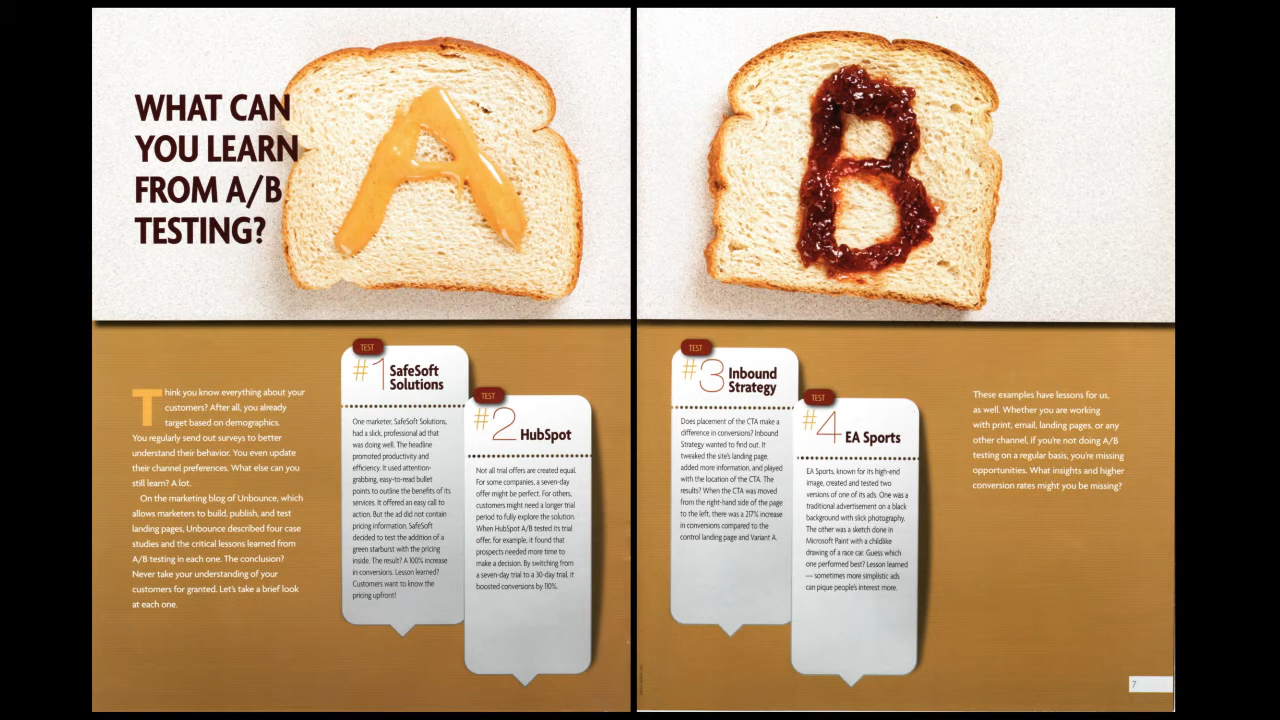 WHAT CAN
YOU LEARN
FROM A/B
TESTING?
A
B
Think you know everything about your
customers? After all, you already
target based on demographics.
You regularly send out surveys to better
understand their behavior. You even update
their channel preferences. What else can you
still learn? A lot.
On the marketing blog of Unbounce, which
allows marketers to build, publish, and test
landing pages, Unbounce described four case
studies and the critical lessons learned from
A/B testing in each one. The conclusion?
Never take your understanding of your
customers for granted. Let's take a brief look
at each one.
TEST
#1 SafeSoft
Solutions
One marketer, SafeSoft Solutions,
had a slick, professional ad that
was doing well. The headline
promoted productivity and
efficiency. It used attention-
grabbing, easy-to-read bullet
points to outline the benefits of its
services. It offered an easy call to
action. But the ad did not contain
pricing information. SafeSoft
decided to test the addition of a
green starburst with the pricing
inside. The result? A 100% increase
in conversions. Lesson learned?
Customers want to know the
pricing upfront!
TEST
#2 HubSpot
Not all trial offers are created equal.
For some companies, a seven-day
offer might be perfect. For others,
customers might need a longer trial
period to fully explore the solution.
When HubSpot A/B tested its trial
offer, for example, it found that
prospects needed more time to
make a decision. By switching from
a seven-day trial to a 30-day trial, it
boosted conversions by 110%.
TEST
#3 Inbound
Strategy
Does placement of the CTA make a
difference in conversions? Inbound
Strategy wanted to find out. It
tweaked the site's landing page,
added more information, and played
with the location of the CTA. The
results? When the CTA was moved
from the right-hand side of the page
to the left, there was a 217% increase
in conversions compared to the
control landing page and Variant A.
TEST
#4 EA Sports
EA Sports, known for its high-end
image, created and tested two
versions of one of its ads. One was a
traditional advertisement on a black
background with slick photography.
The other was a sketch done in
Microsoft Paint with a childlike
drawing of a race car. Guess which
one performed best? Lesson learned
— sometimes more simplistic ads
can pique people's interest more.
These examples have lessons for us,
as well. Whether you are working
with print, email, landing pages, or any
other channel, if you're not doing A/B
testing on a regular basis, you're missing
opportunities. What insights and higher
conversion rates might you be missing?
7